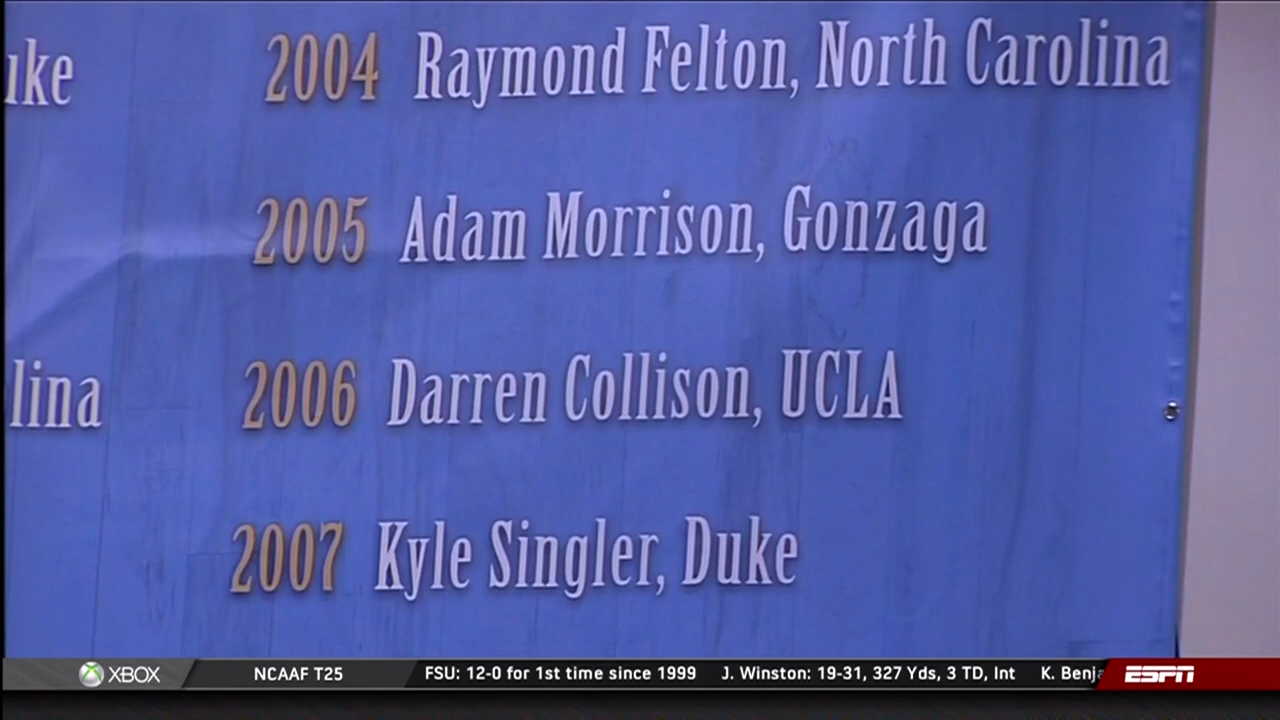 uke 2004 Raymond Felton, North Carolina
2005 Adam Morrison, Gonzaga
lina 2006 Darren Collison, UCLA
2007 Kyle Singler, Duke
XBOX NCAAF T25 FSU: 12-0 for 1st time since 1999 J. Winston: 19-31, 327 Yds, 3 TD, Int K. Benja ESPN